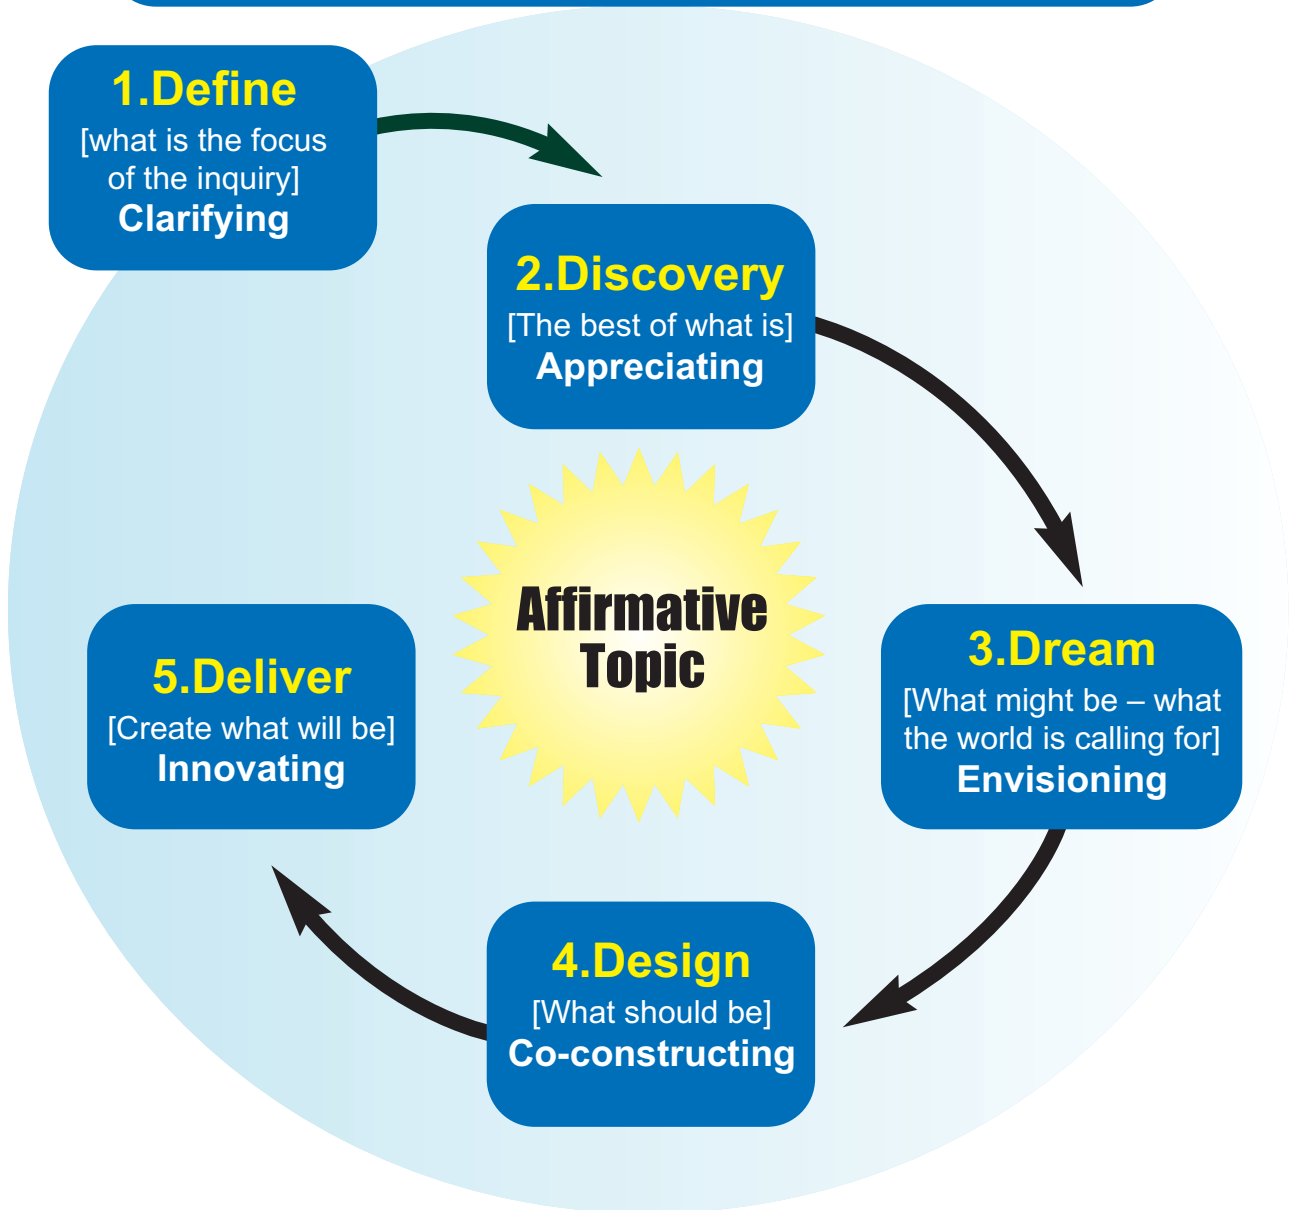 1.Define
[what is the focus
of the inquiry]
Clarifying
2.Discovery
[The best of what is]
Appreciating
Affirmative
Topic
3.Dream
[What might be – what
the world is calling for]
Envisioning
4.Design
[What should be]
Co-constructing
5.Deliver
[Create what will be]
Innovating